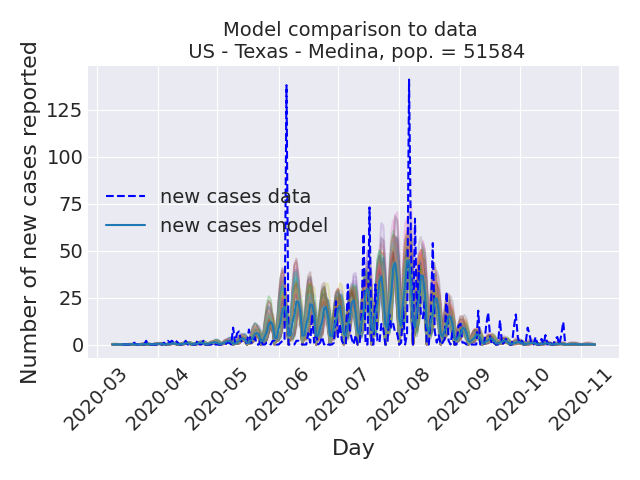 Model comparison to data
US - Texas - Medina, pop. = 51584
Number of new cases reported
125
100
75
50
25
0
new cases data
new cases model
2020-03
2020-04
2020-05
2020-06
2020-07
2020-08
2020-09
2020-10
2020-11
Day